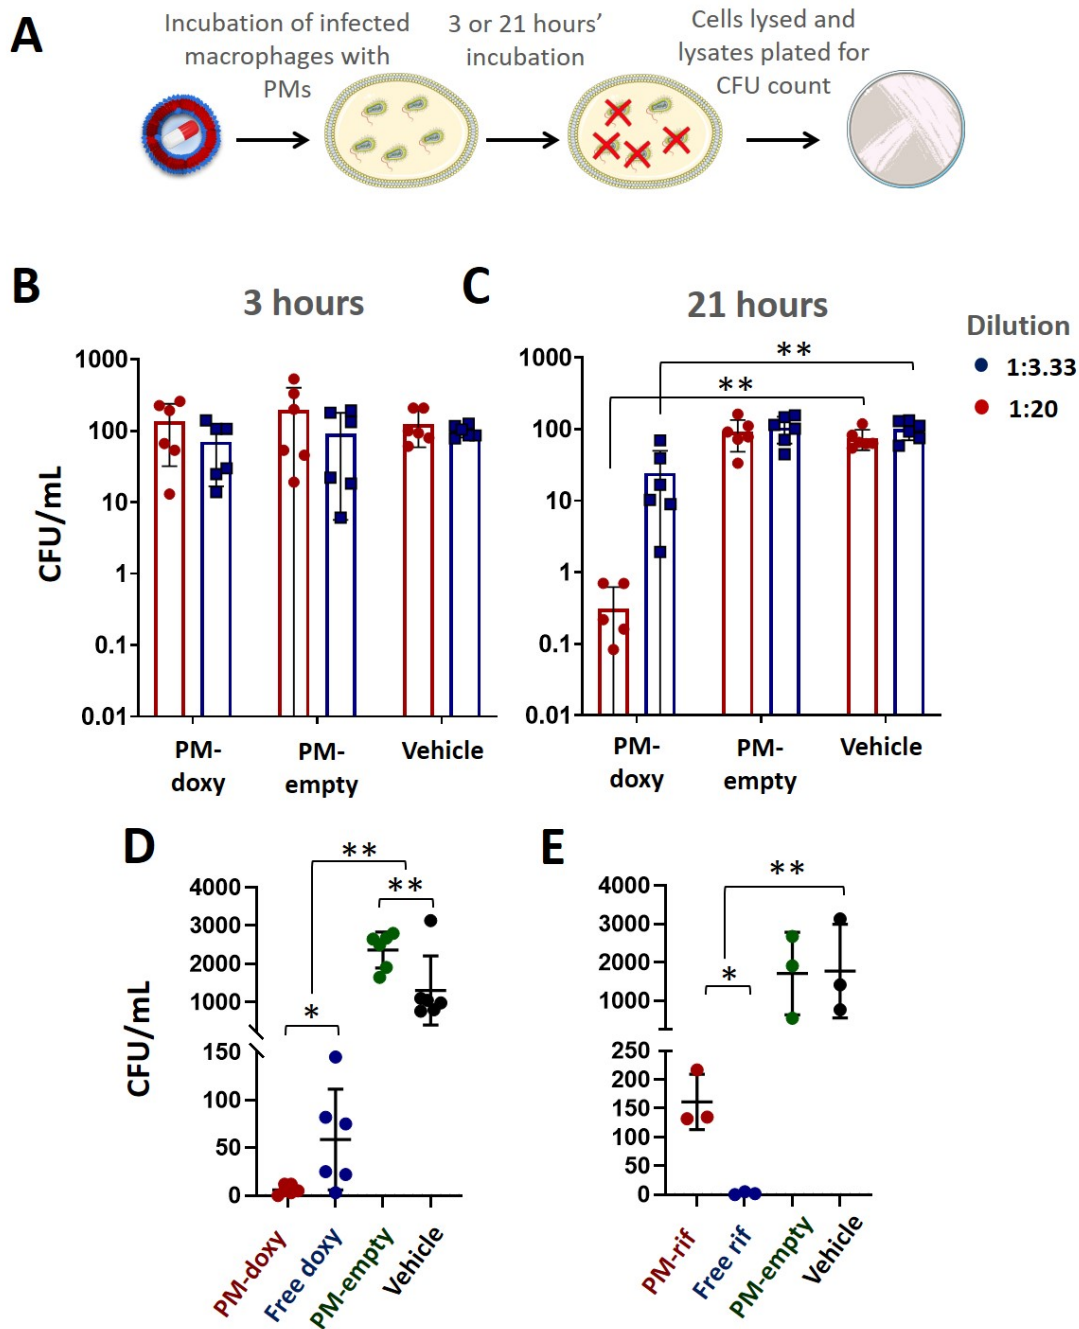 A
Incubation of infected
macrophages with
PMs
3 or 21 hours’
incubation
Cells lysed and
lysates plated for
CFU count
B
3 hours
CFU/mL
1000
100
10
1
0.1
0.01
PM-
doxy
PM-
empty
Vehicle
C
21 hours
**
**
1000
100
10
1
0.1
0.01
PM-
doxy
PM-
empty
Vehicle
Dilution
1:3.33
1:20
D
**
**
*
CFU/mL
4000
3000
2000
1000
150
100
50
0
PM-doxy
Free doxy
PM-empty
Vehicle
E
**
*
4000
3000
2000
1000
250
200
150
100
50
0
PM-rif
Free rif
PM-empty
Vehicle